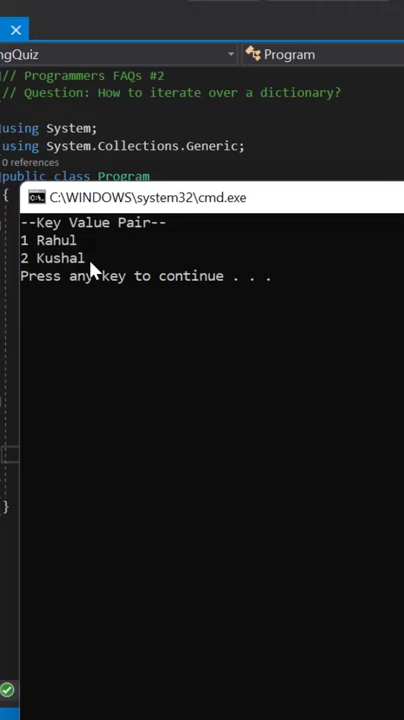 ngQuiz
Program
// Programmers FAQs #2
// Question: How to iterate over a dictionary?
using System;
using System.Collections.Generic;
0 references
public class Program
{
C:\WINDOWS\system32\cmd.exe
--Key Value Pair--
1 Rahul
2 Kushal
Press any key to continue . . .
}